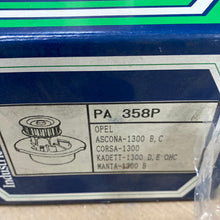 PA 358P
OPEL
ASCONA-1300 B,C
CORSA-1300
KADETT-1300 D,E OHC
MANTA-1300 B